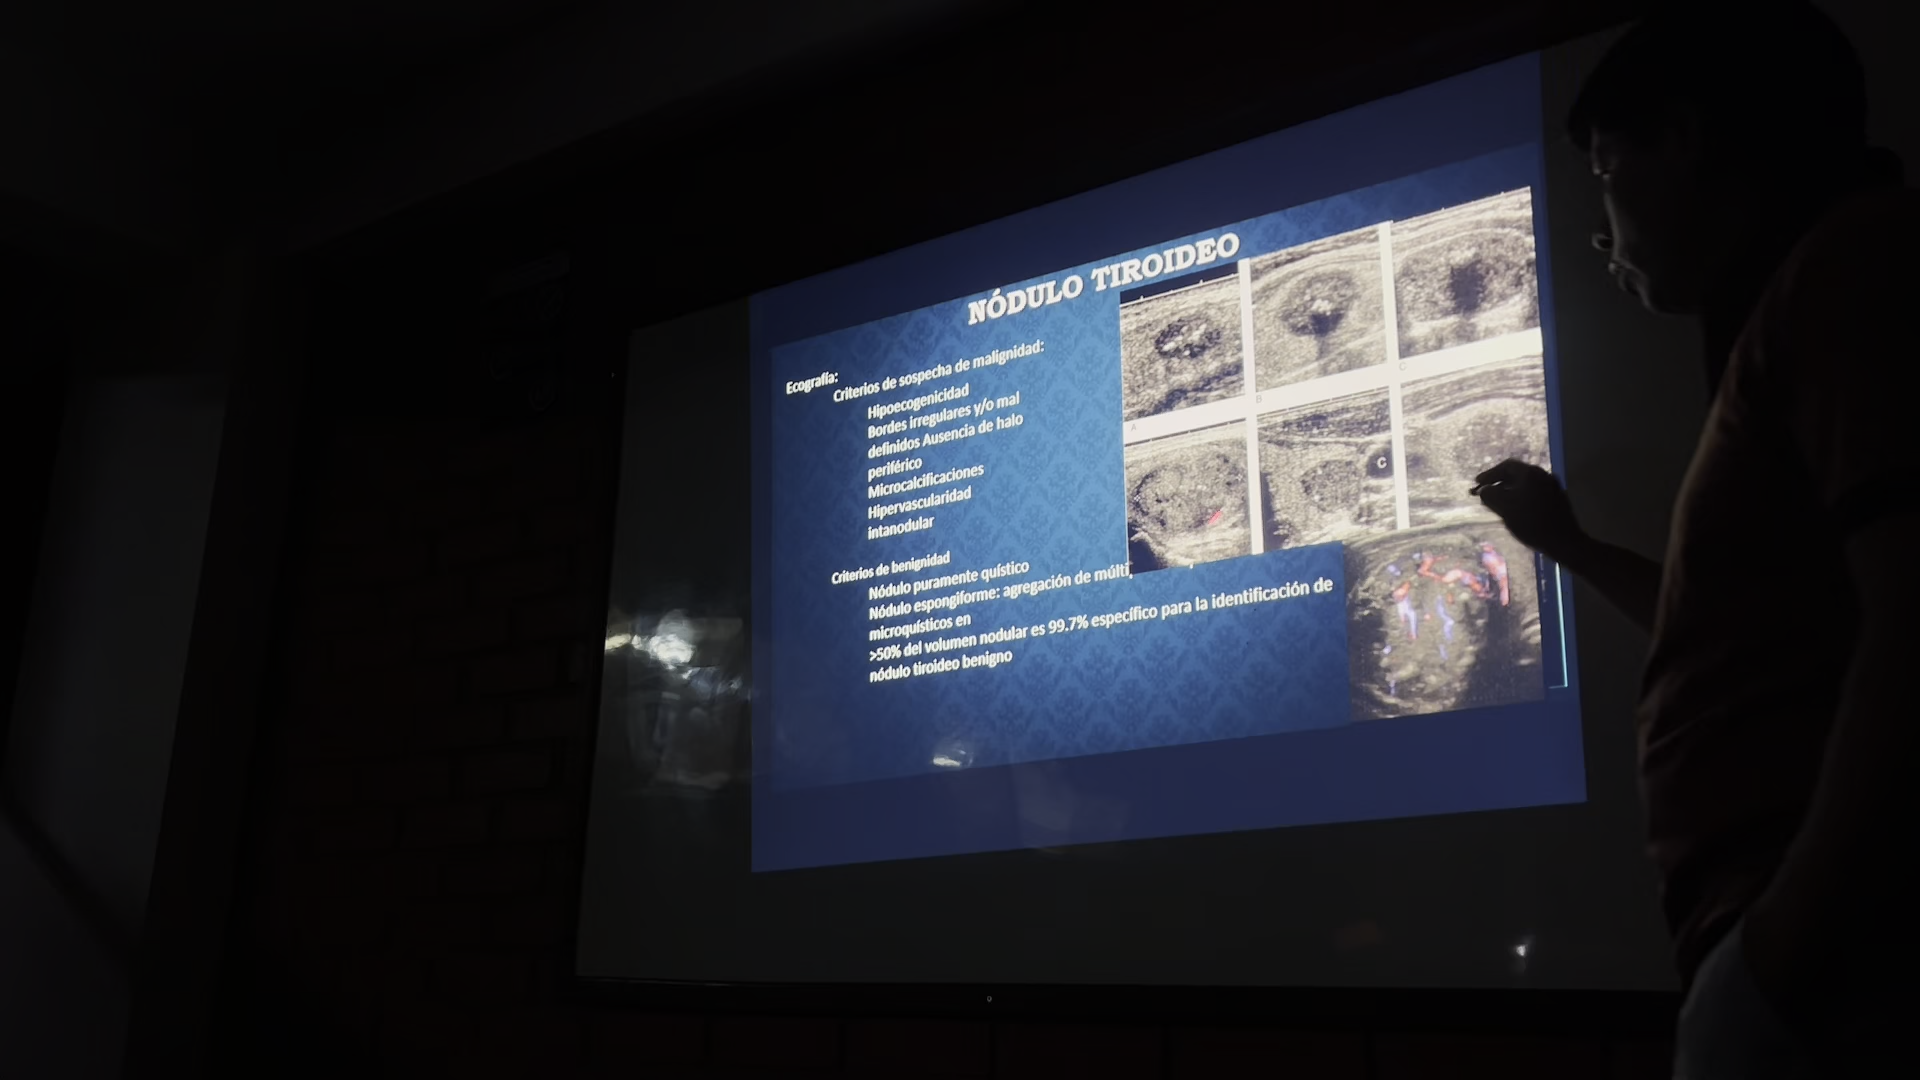 NÓDULO TIROIDEO
Ecografía:
Criterios de sospecha de malignidad:
Hipoecogenicidad
Bordes irregulares y/o mal
definidos Ausencia de halo
periférico
Microcalcificaciones
Hipervascularidad
intanodular
Criterios de benignidad
Nódulo puramente quístico
Nódulo espongiforme: agregación de
microquísticos en
>50% del volumen nodular es 99.7% específico para la identificación de
nódulo tiroideo benigno
A
B
C
C